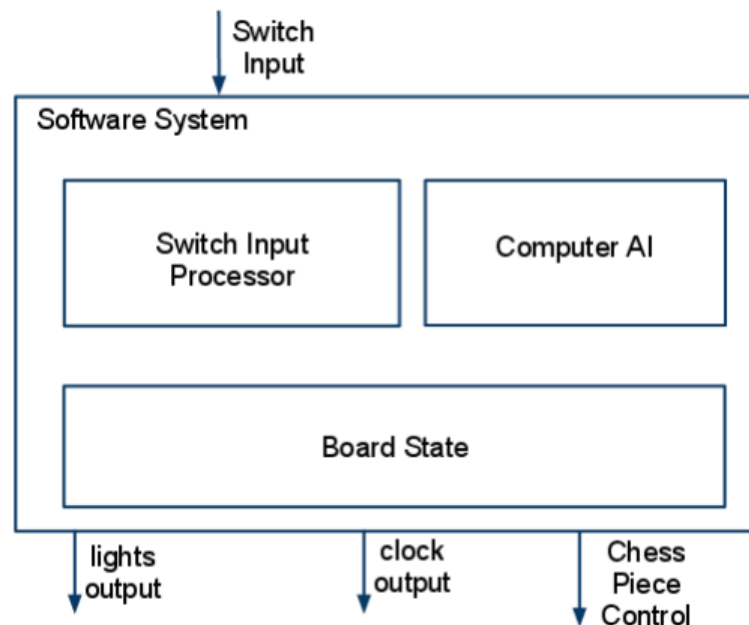 Switch
Input
Software System
Switch Input
Processor
Computer AI
Board State
lights
output
clock
output
Chess
Piece
Control